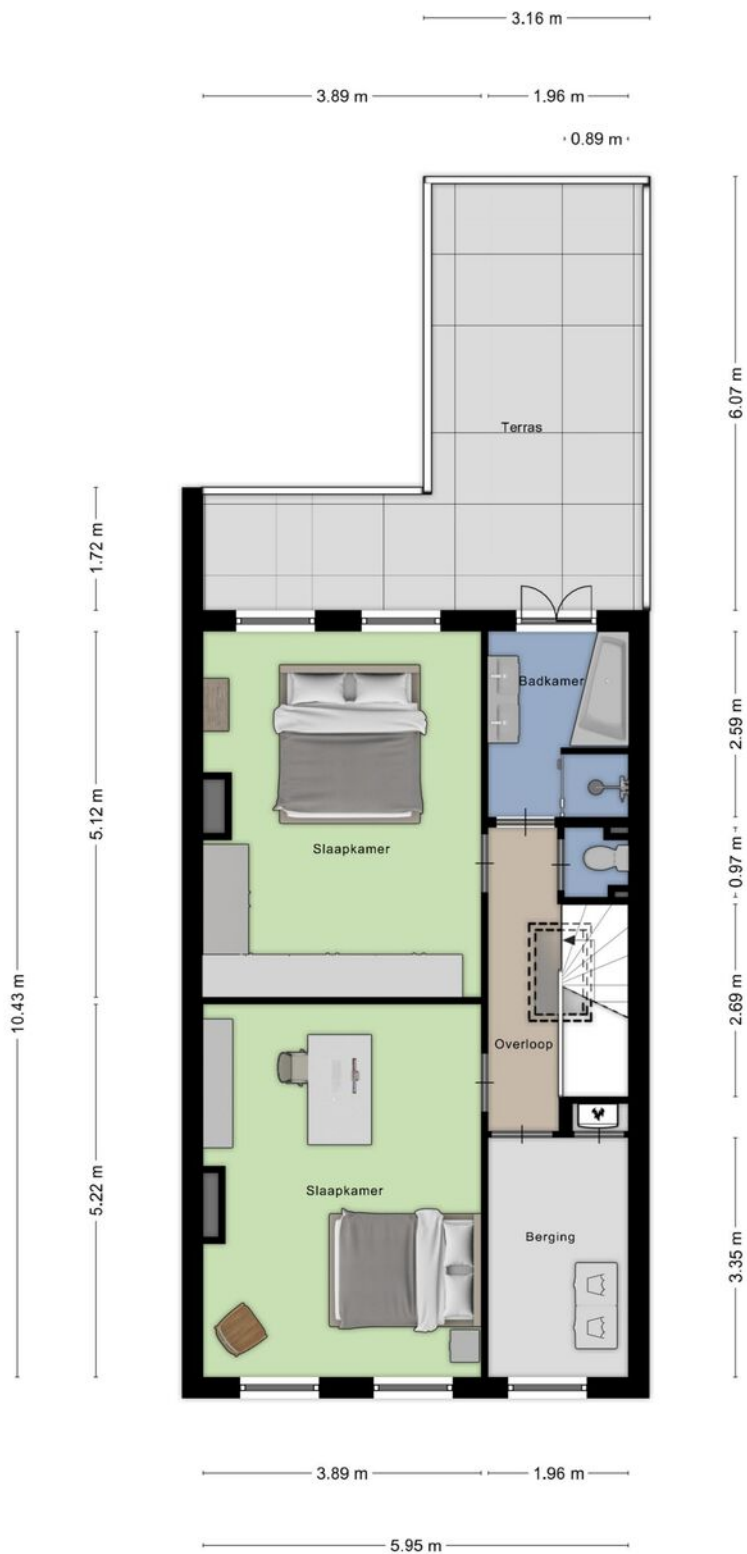 3.16 m
3.89 m
1.96 m
0.89 m
6.07 m
Terras
1.72 m
Badkamer
2.59 m
5.12 m
Slaapkamer
0.97 m
10.43 m
2.69 m
Overloop
5.22 m
Slaapkamer
Berging
3.35 m
3.89 m
1.96 m
5.95 m